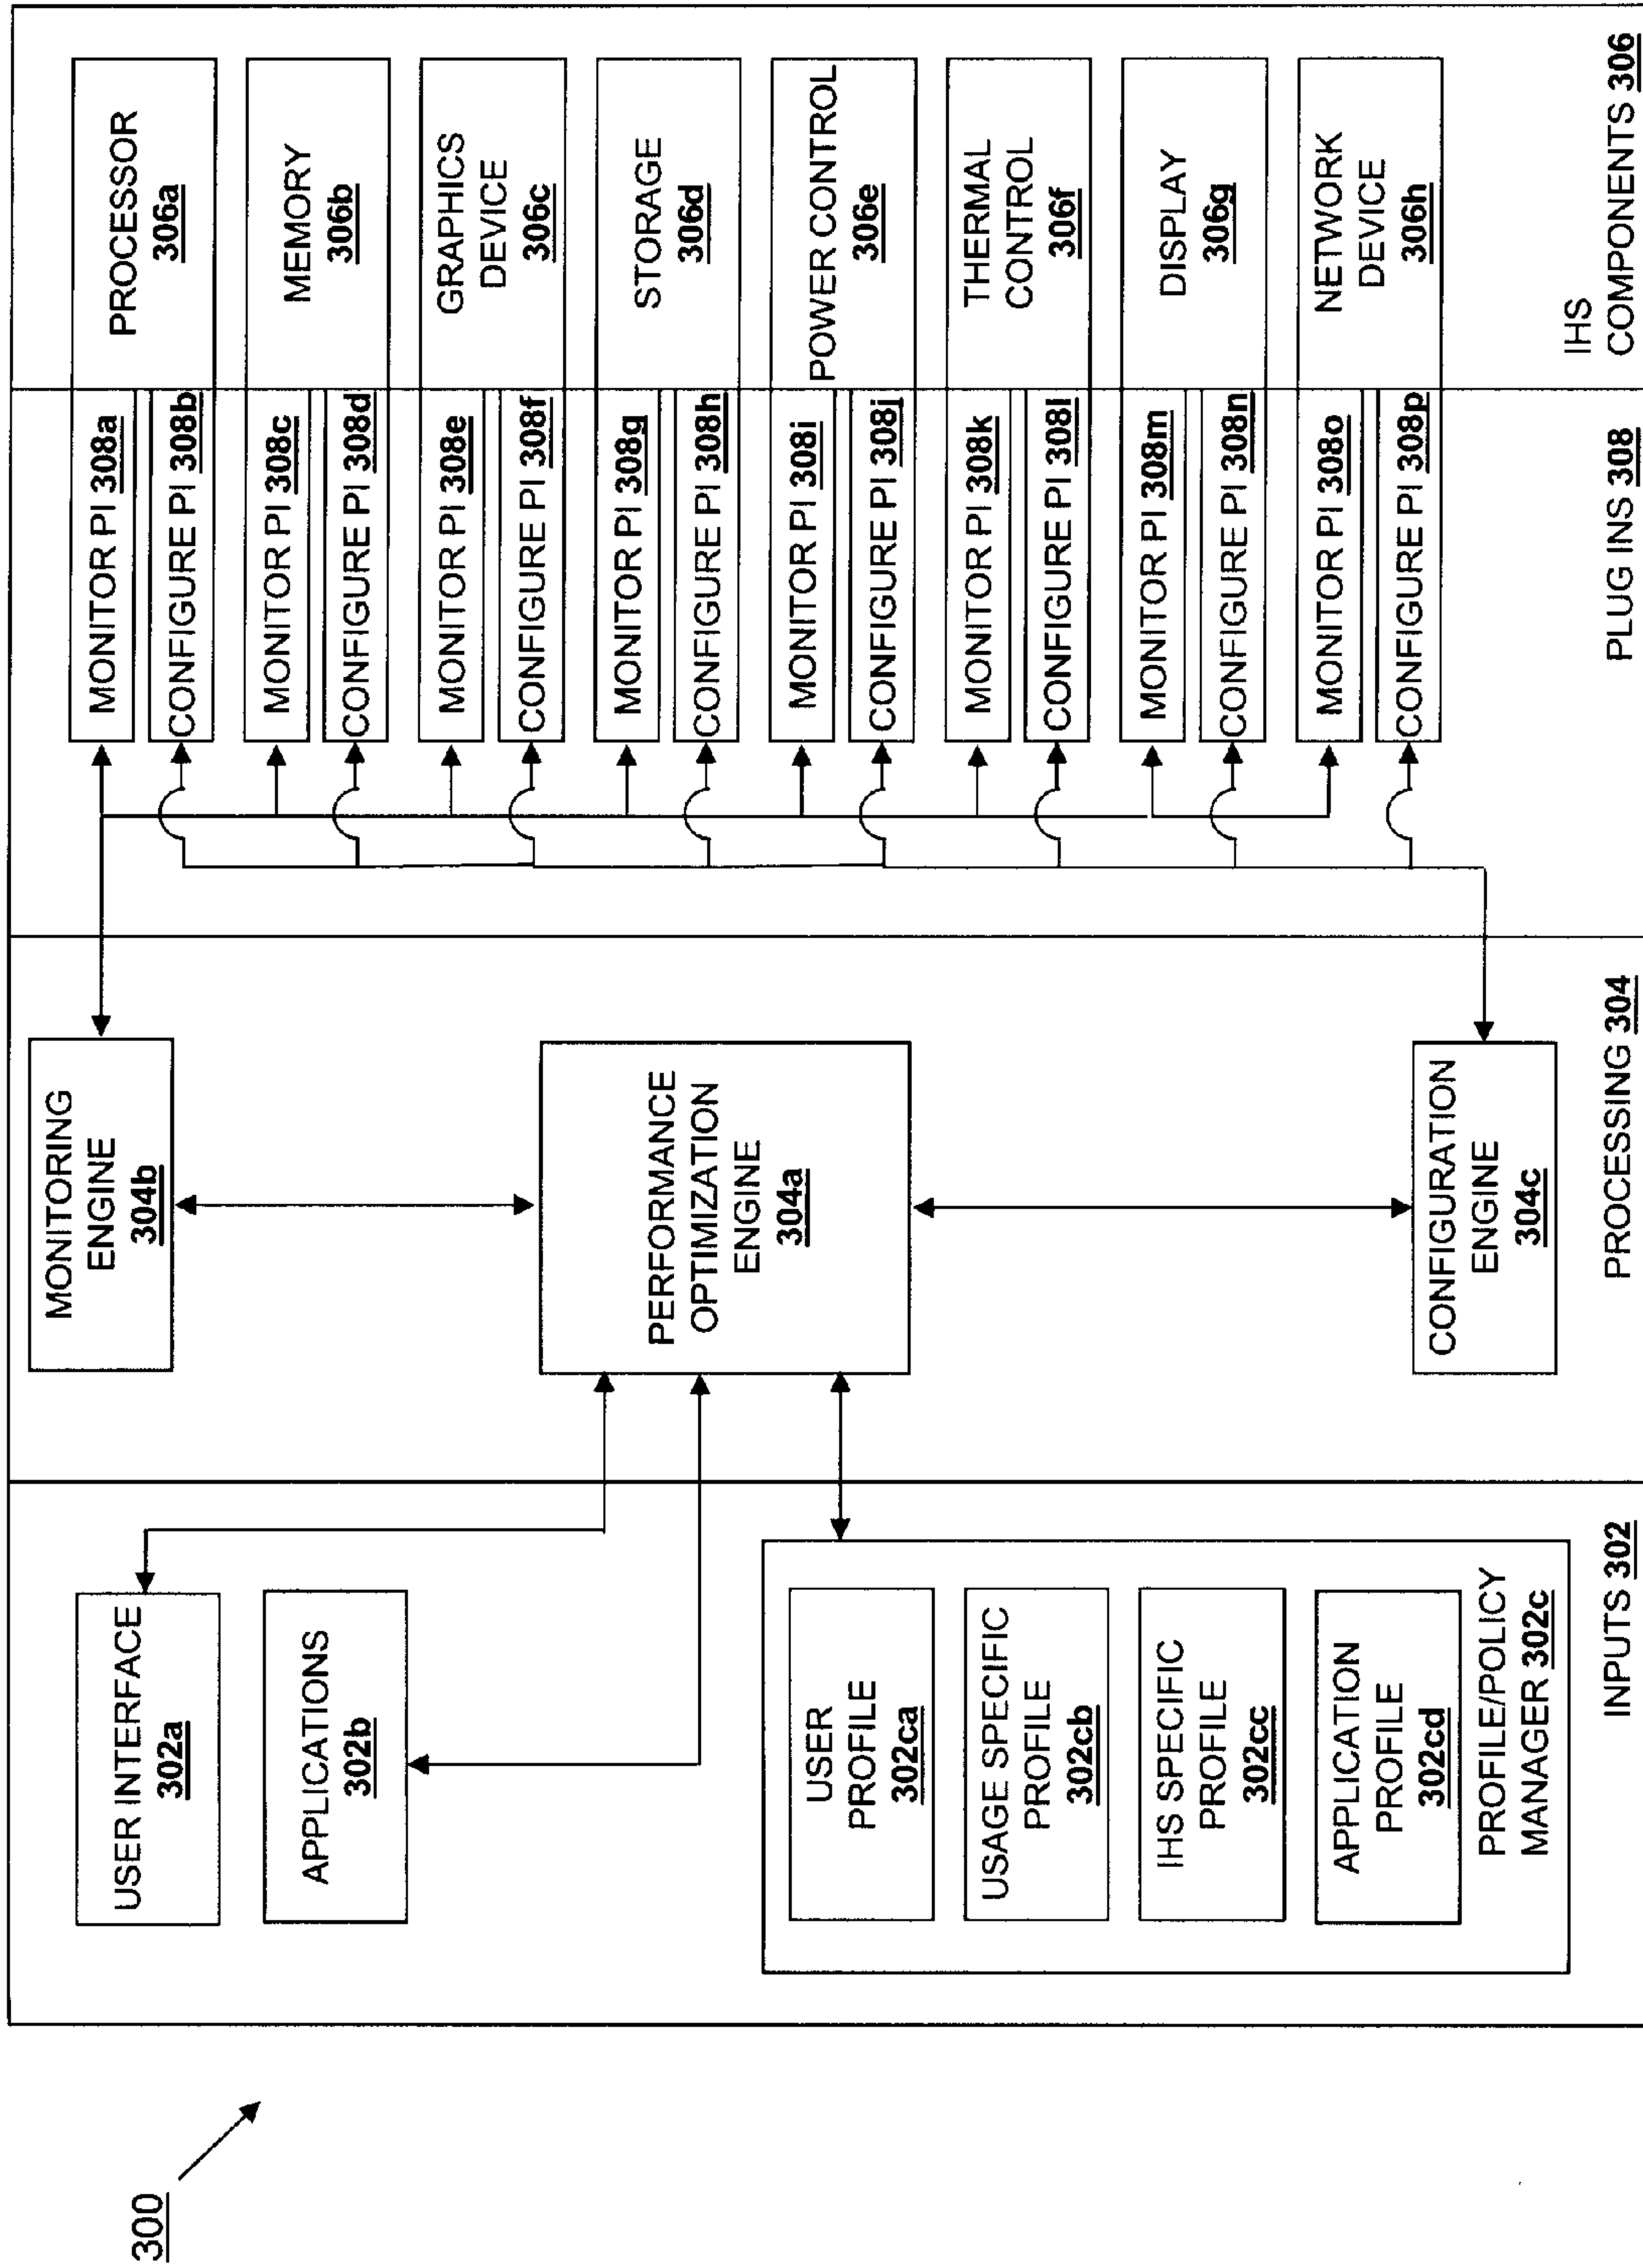 300
USER INTERFACE
302a
APPLICATIONS
302b
USER
PROFILE
302ca
USAGE SPECIFIC
PROFILE
302cb
IHS SPECIFIC
PROFILE
302cc
APPLICATION
PROFILE
302cd
PROFILE/POLICY
MANAGER 302c
INPUTS 302
MONITORING
ENGINE
304b
PERFORMANCE
OPTIMIZATION
ENGINE
304a
CONFIGURATION
ENGINE
304c
PROCESSING 304
MONITOR PI 308a
CONFIGURE PI 308b
MONITOR PI 308c
CONFIGURE PI 308d
MONITOR PI 308e
CONFIGURE PI 308f
MONITOR PI 308g
CONFIGURE PI 308h
MONITOR PI 308i
CONFIGURE PI 308j
MONITOR PI 308k
CONFIGURE PI 308l
MONITOR PI 308m
CONFIGURE PI 308n
MONITOR PI 308o
CONFIGURE PI 308p
PLUG INS 308
PROCESSOR
306a
MEMORY
306b
GRAPHICS
DEVICE
306c
STORAGE
306d
POWER CONTROL
306e
THERMAL
CONTROL
306f
DISPLAY
306g
NETWORK
DEVICE
306h
IHS
COMPONENTS 306